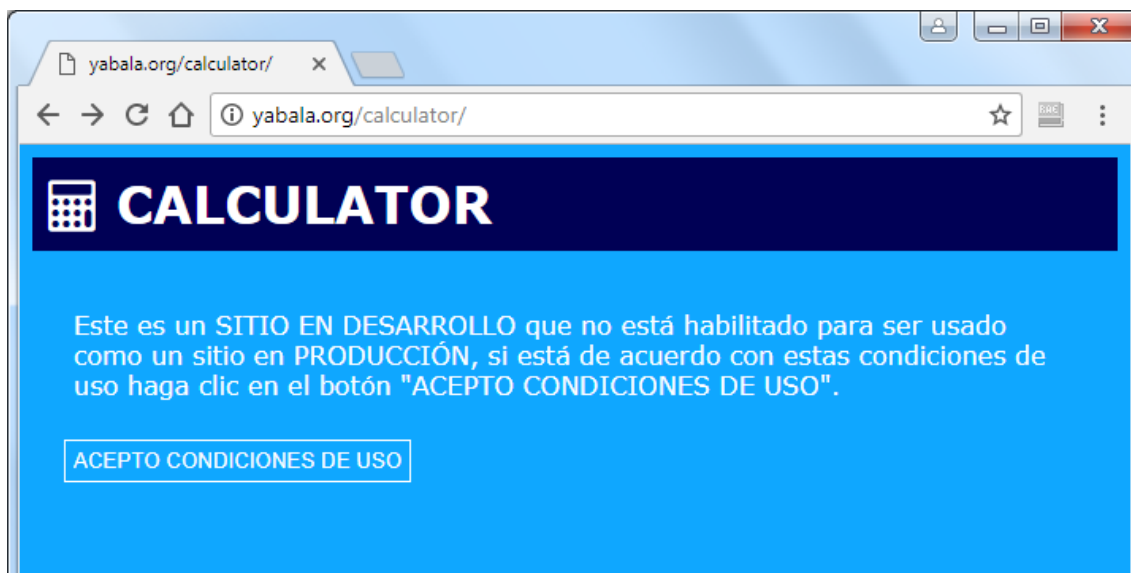 yabala.org/calculator/
yabala.org/calculator/
RAE
CALCULATOR
Este es un SITIO EN DESARROLLO que no está habilitado para ser usado
como un sitio en PRODUCCIÓN, si está de acuerdo con estas condiciones de
uso haga clic en el botón "ACEPTO CONDICIONES DE USO".
ACEPTO CONDICIONES DE USO